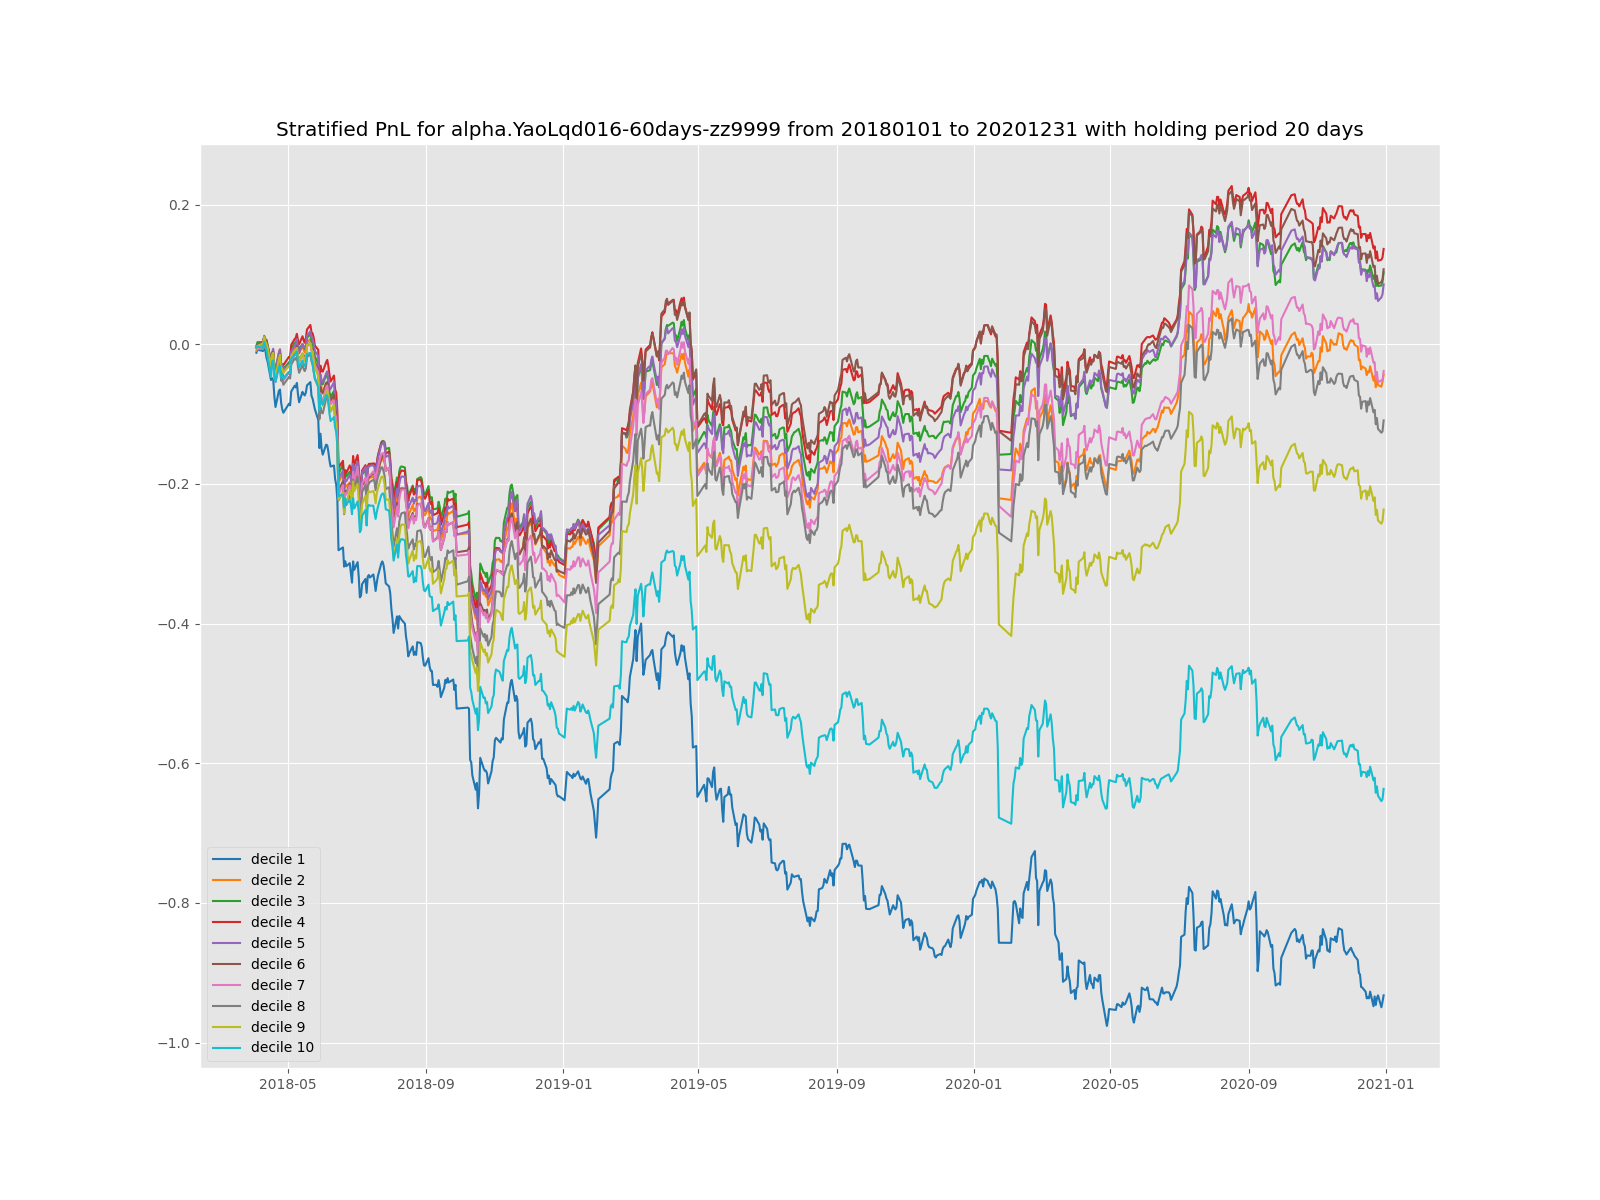 Stratified PnL for alpha.YaoLqd016-60days-zz9999 from 20180101 to 20201231 with holding period 20 days
0.2
0.0
−0.2
−0.4
−0.6
−0.8
−1.0
decile 1
decile 2
decile 3
decile 4
decile 5
decile 6
decile 7
decile 8
decile 9
decile 10
2018-05 2018-09 2019-01 2019-05 2019-09 2020-01 2020-05 2020-09 2021-01